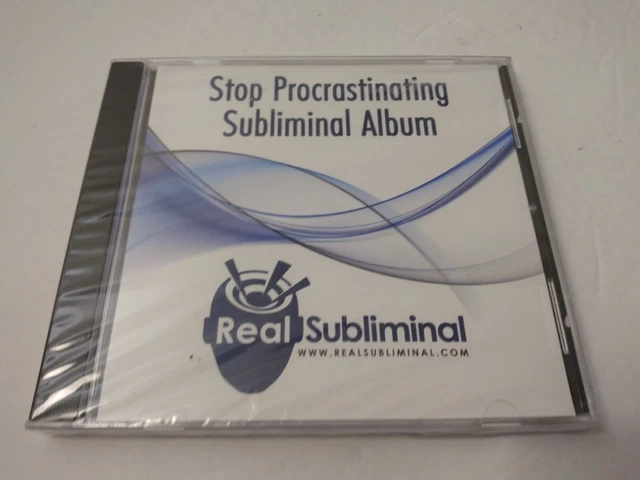 Stop Procrastinating
Subliminal Album
Real Subliminal
WWW.REALSUBLIMINAL.COM